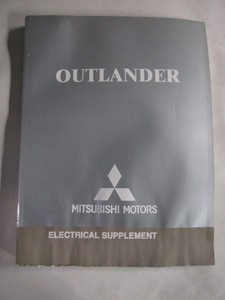 OUTLANDER
MITSUBISHI MOTORS
ELECTRICAL SUPPLEMENT